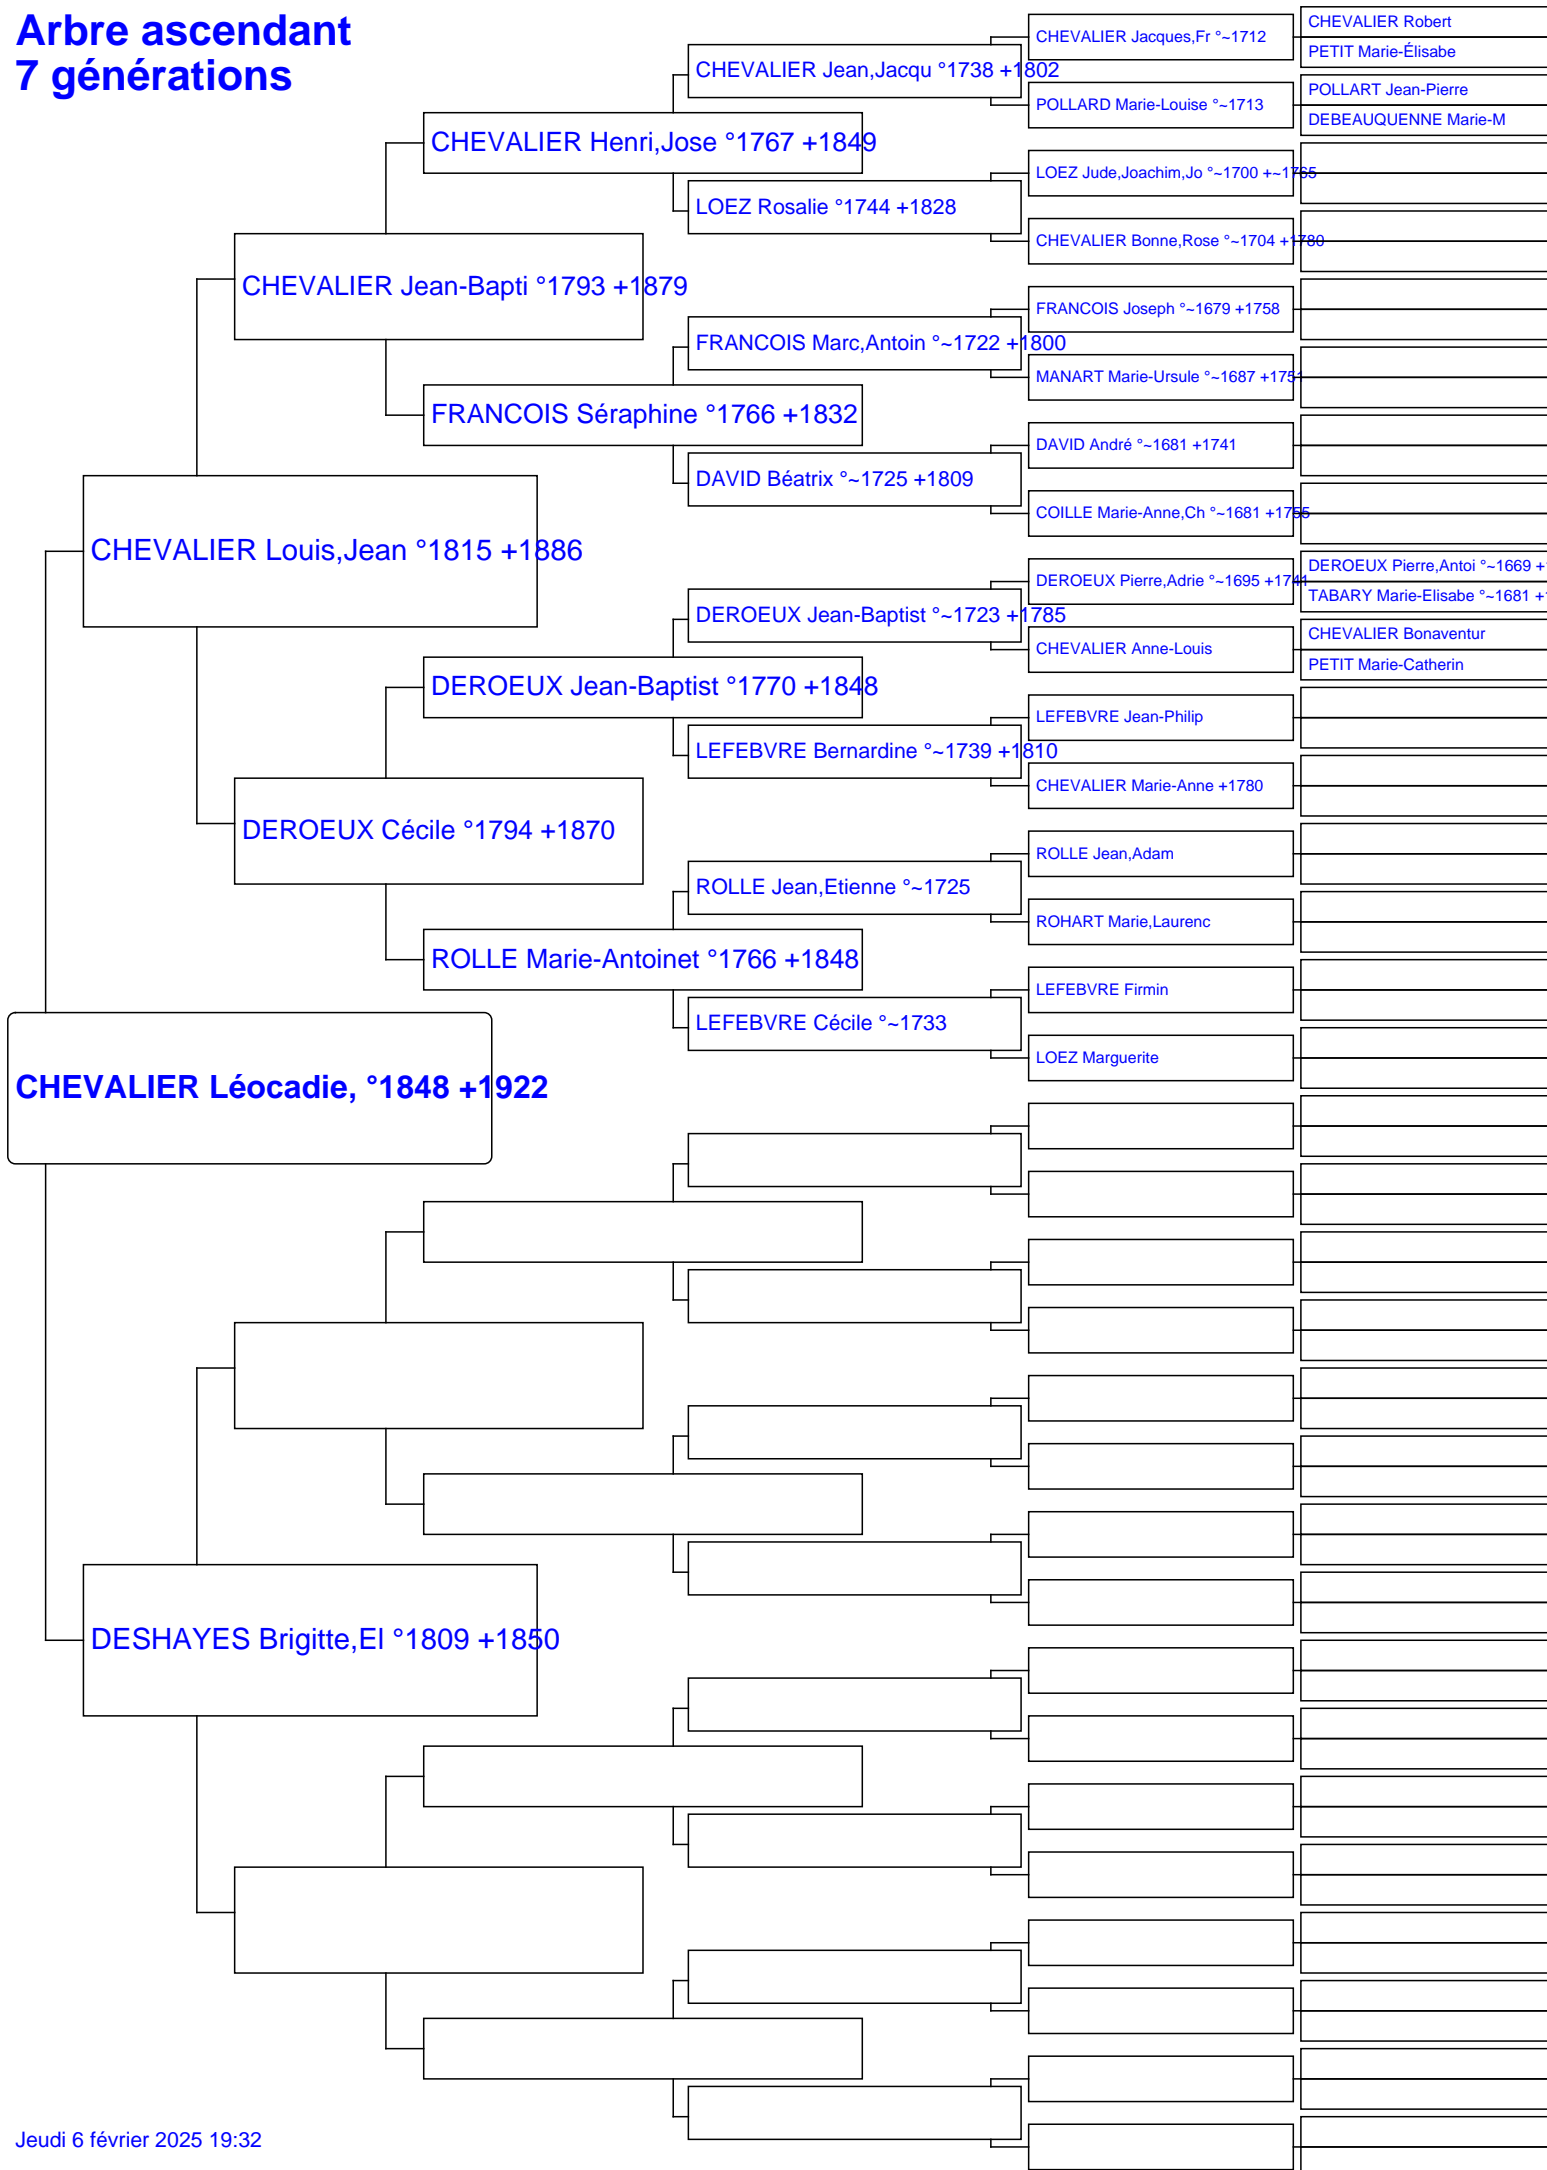 Arbre ascendant
7 générations
CHEVALIER Robert
CHEVALIER Jacques,Fr °~1712
PETIT Marie-Élisabe
CHEVALIER Jean,Jacqu °1738 +1802
POLLART Jean-Pierre
POLLARD Marie-Louise °~1713
DEBEAUQUENNE Marie-M
CHEVALIER Henri,Jose °1767 +1849
LOEZ Jude,Joachim,Jo °~1700 +~1765
LOEZ Rosalie °1744 +1828
CHEVALIER Bonne,Rose °~1704 +1780
CHEVALIER Jean-Bapti °1793 +1879
FRANCOIS Joseph °~1679 +1758
FRANCOIS Marc,Antoin °~1722 +1800
MANART Marie-Ursule °~1687 +1751
FRANCOIS Séraphine °1766 +1832
DAVID André °~1681 +1741
DAVID Béatrix °~1725 +1809
COILLE Marie-Anne,Ch °~1681 +1755
CHEVALIER Louis,Jean °1815 +1886
DEROEUX Pierre,Antoi °~1669 +
DEROEUX Pierre,Adrie °~1695 +1741
TABARY Marie-Elisabe °~1681 +
DEROEUX Jean-Baptist °~1723 +1785
CHEVALIER Bonaventur
CHEVALIER Anne-Louis
PETIT Marie-Catherin
DEROEUX Jean-Baptist °1770 +1848
LEFEBVRE Jean-Philip
LEFEBVRE Bernardine °~1739 +1810
CHEVALIER Marie-Anne +1780
DEROEUX Cécile °1794 +1870
ROLLE Jean,Adam
ROLLE Jean,Etienne °~1725
ROHART Marie,Laurenc
ROLLE Marie-Antoinet °1766 +1848
LEFEBVRE Firmin
LEFEBVRE Cécile °~1733
LOEZ Marguerite
CHEVALIER Léocadie, °1848 +1922
DESHAYES Brigitte,El °1809 +1850
Jeudi 6 février 2025 19:32